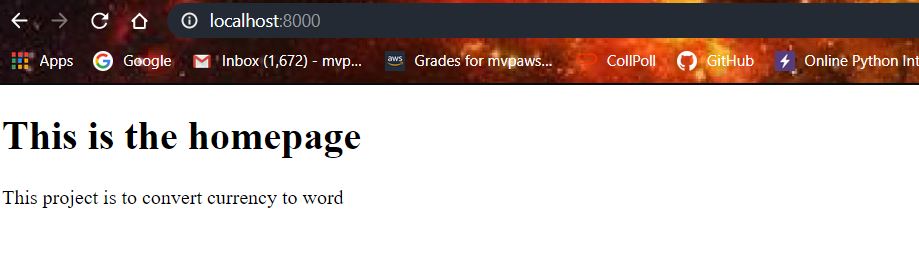 localhost:8000
Apps Google Inbox (1,672) - mvp... aws Grades for mvpaws... CollPoll GitHub Online Python Int
This is the homepage
This project is to convert currency to word